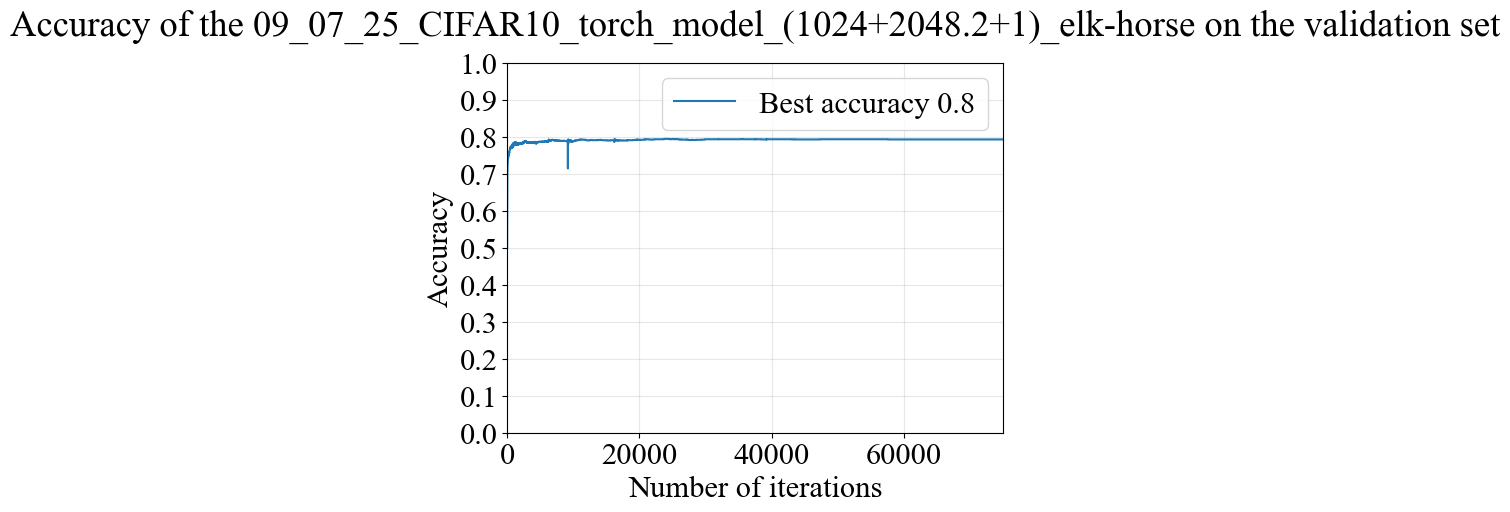 Accuracy of the 09_07_25_CIFAR10_torch_model_(1024+2048.2+1)_elk-horse on the validation set
1.0
Best accuracy 0.8
0.9
0.8
0.7
0.6
0.5
0.4
0.3
0.2
0.1
0.0
Accuracy
0 20000 40000 60000
Number of iterations